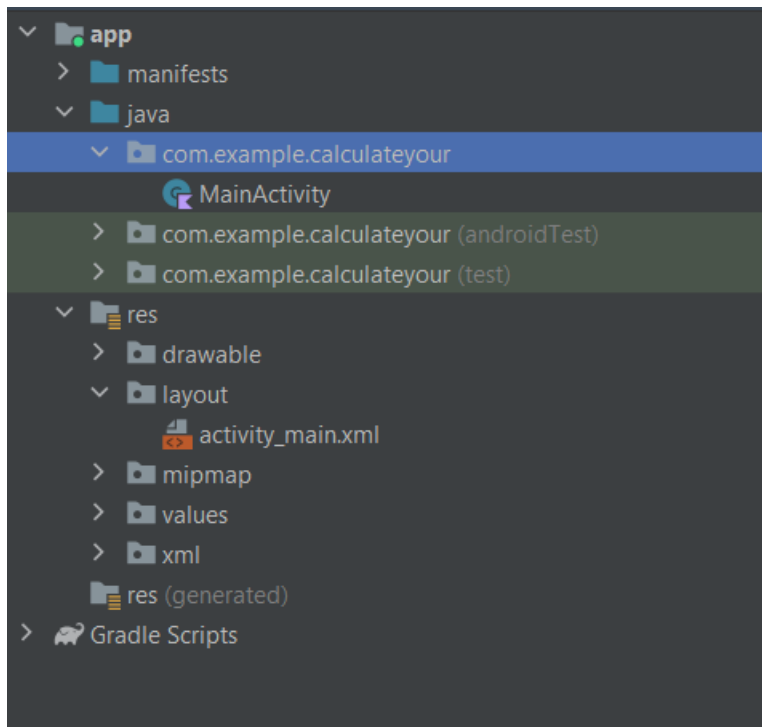 app
manifests
java
com.example.calculateyour
MainActivity
com.example.calculateyour (androidTest)
com.example.calculateyour (test)
res
drawable
layout
activity_main.xml
mipmap
values
xml
res (generated)
Gradle Scripts